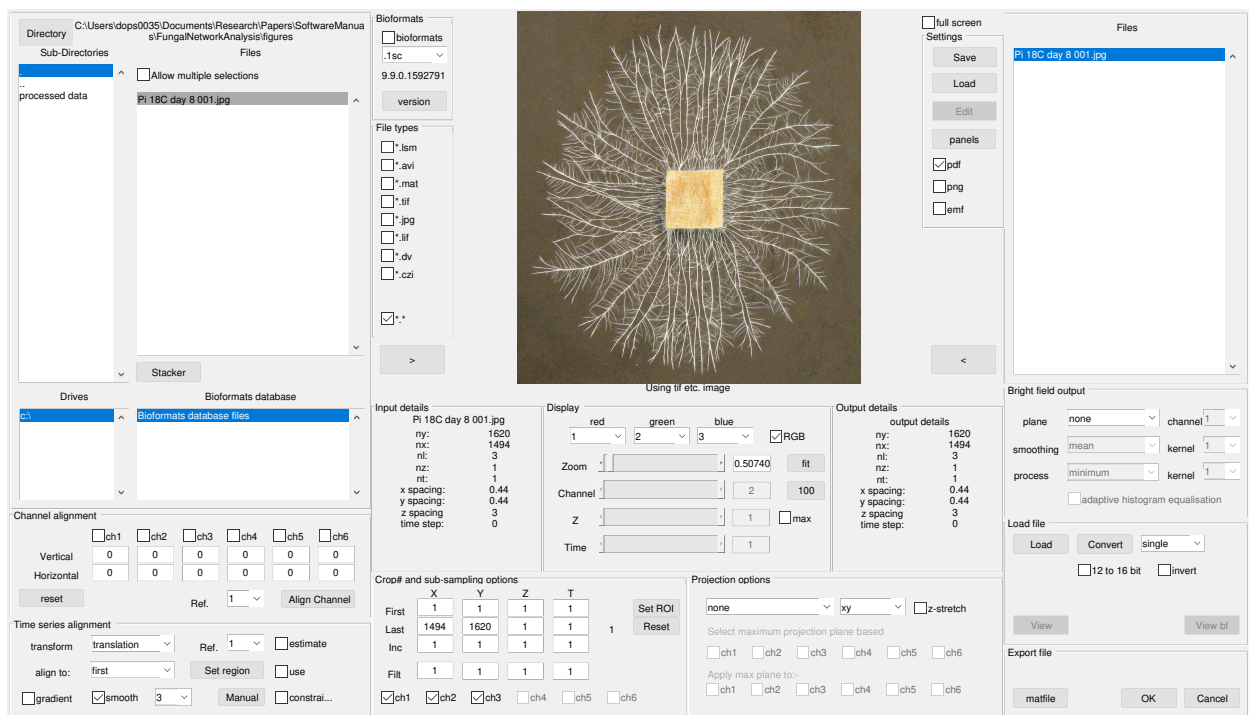 Directory
C:\Users\dops0035\Documents\Research\Papers\SoftwareManua
s\FungalNetworkAnalysis\figures
Sub-Directories
Files
.
..
processed data
Allow multiple selections
Pi 18C day 8 001.jpg
Stacker
Drives
Bioformats database
c:\
Bioformats database files
Bioformats
bioformats
.1sc
9.9.0.1592791
version
File types
*.lsm
*.avi
*.mat
*.tif
*.jpg
*.lif
*.dv
*.czi
*.*
>
Using tif etc. image
full screen
Settings
Save
Load
Edit
panels
pdf
png
emf
<
Files
Pi 18C day 8 001.jpg
Channel alignment
ch1 ch2 ch3 ch4 ch5 ch6
Vertical 0 0 0 0 0 0
Horizontal 0 0 0 0 0 0
reset Ref. 1 Align Channel
Time series alignment
transform translation Ref. 1 estimate
align to: first Set region use
gradient smooth 3 Manual constrai...
Input details
Pi 18C day 8 001.jpg
ny: 1620
nx: 1494
nl: 3
nz: 1
nt: 1
x spacing: 0.44
y spacing: 0.44
z spacing 3
time step: 0
Display
red green blue
1 2 3 RGB
Zoom 0.50740 fit
Channel 2 100
Z 1 max
Time 1
Output details
output details
ny: 1620
nx: 1494
nl: 3
nz: 1
nt: 1
x spacing: 0.44
y spacing: 0.44
z spacing 3
time step: 0
Crop# and sub-sampling options
X Y Z T
First 1 1 1 1 Set ROI
Last 1494 1620 1 1 1 Reset
Inc 1 1 1 1
Filt 1 1 1 1
ch1 ch2 ch3 ch4 ch5 ch6
Projection options
none xy z-stretch
Select maximum projection plane based
ch1 ch2 ch3 ch4 ch5 ch6
Apply max plane to:-
ch1 ch2 ch3 ch4 ch5 ch6
Bright field output
plane none channel 1
smoothing mean kernel 1
process minimum kernel 1
adaptive histogram equalisation
Load file
Load Convert single
12 to 16 bit invert
View View bf
Export file
matfile OK Cancel